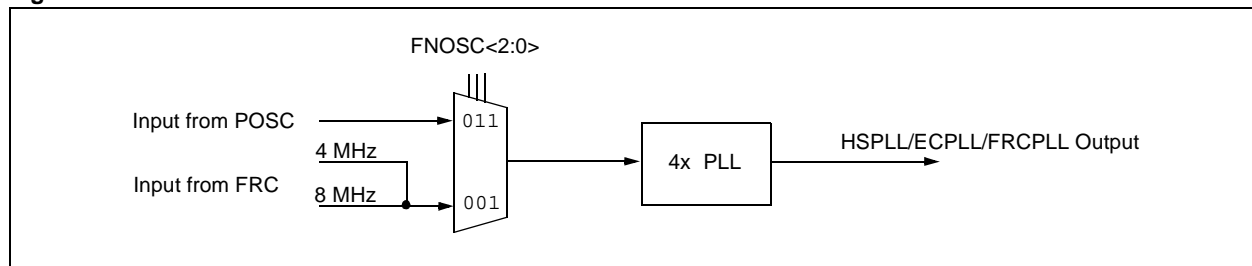 FNOSC<2:0>
Input from POSC
011
4 MHz
4x PLL
HSPLL/ECPLL/FRCPLL Output
Input from FRC
8 MHz
001